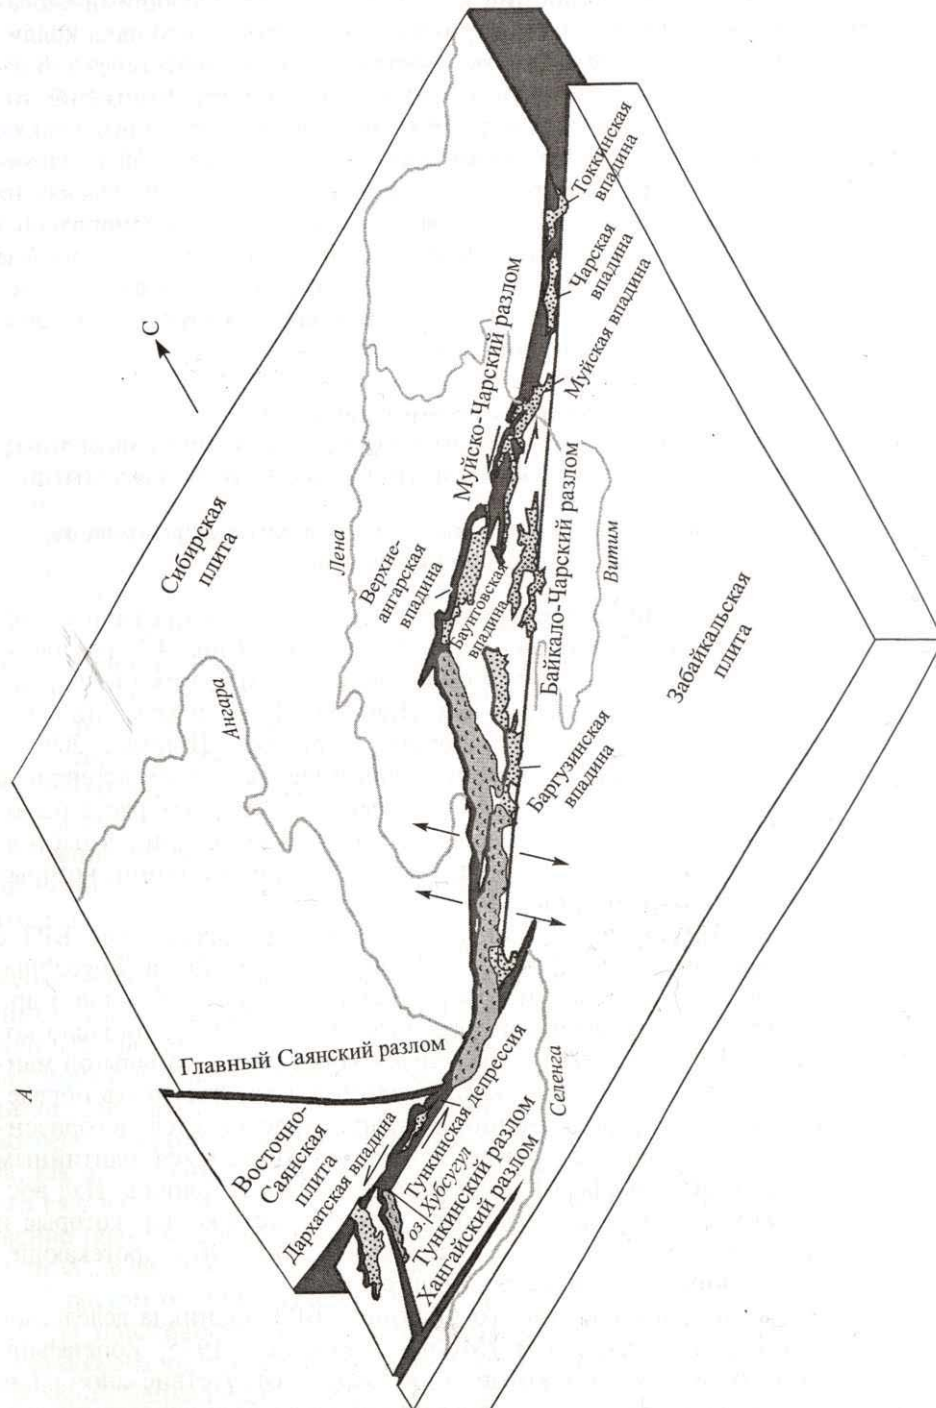 А
С
Сибирская
плита
Ангара
Лена
Верхне-
ангарская
впадина
Муйско-Чарский разлом
Токкинская
впадина
Чарская
впадина
Муйская впадина
Баунтовская
впадина
Байкало-Чарский разлом
Витим
Баргузинская
впадина
Забайкальская
плита
Главный Саянский разлом
Восточно-
Саянская
плита
Дархатская впадина
Тункинская депрессия
оз. Хубсугул
Тункинский разлом
Хангайский разлом
Селенга